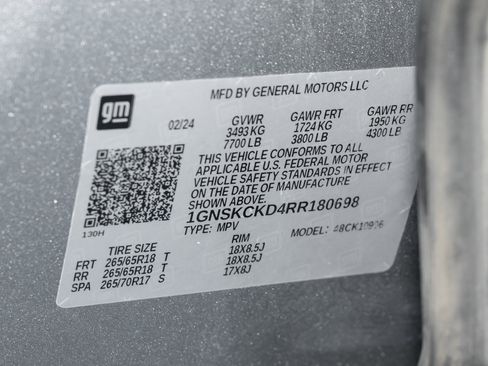 MFD BY GENERAL MOTORS LLC
gm
02/24 GVWR GAWR FRT GAWR RR
3493 KG 1724 KG 1950 KG
7700 LB 3800 LB 4300 LB
THIS VEHICLE CONFORMS TO ALL
APPLICABLE U.S. FEDERAL MOTOR
VEHICLE SAFETY STANDARDS IN EFFECT
ON THE DATE OF MANUFACTURE
SHOWN ABOVE.
1GNSKCKD4RR180698
130H TYPE: MPV MODEL: 48CK10906
TIRE SIZE RIM
FRT 265/65R18 T 18X8.5J
RR 265/65R18 T 18X8.5J
SPA 265/70R17 S 17X8J